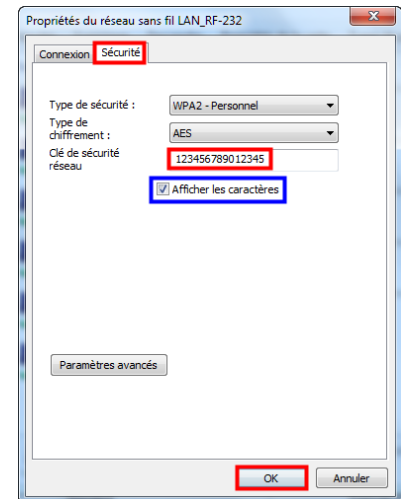 Propriétés du réseau sans fil LAN_RF-232
Connexion Sécurité
Type de sécurité : WPA2 - Personnel
Type de
chiffrement : AES
Clé de sécurité
réseau 123456789012345
Afficher les caractères
Paramètres avancés
OK Annuler